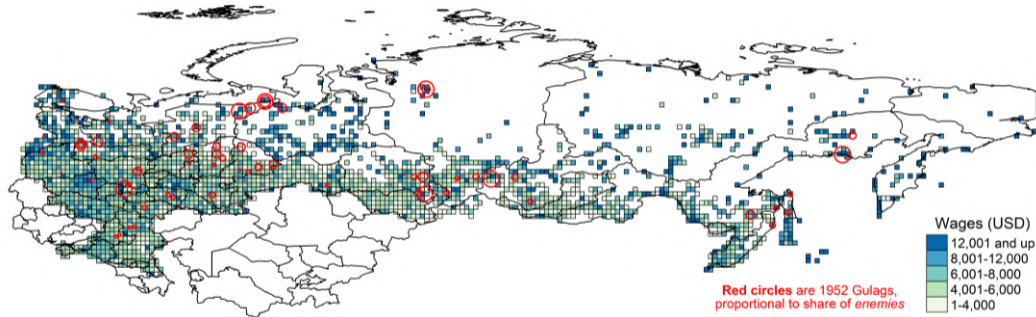 Wages (USD)
12,001 and up
8,001-12,000
6,001-8,000
4,001-6,000
1-4,000
Red circles are 1952 Gulags,
proportional to share of enemies